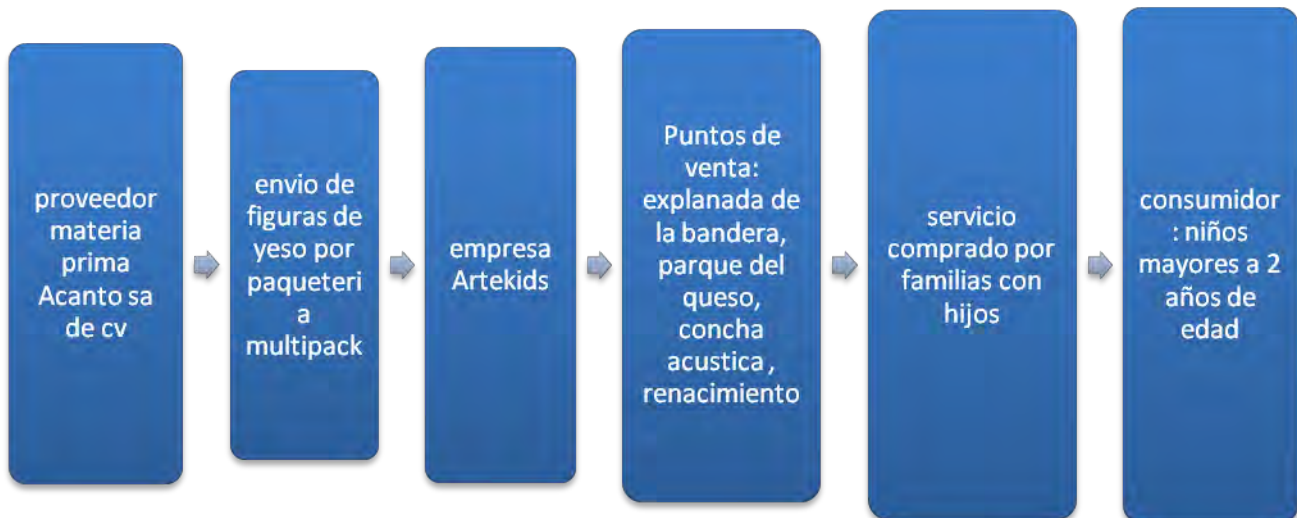 proveedor
materia
prima
Acanto sa
de cv
envio de
figuras de
yeso por
paqueteri
a
multipack
empresa
Artekids
Puntos de
venta:
explanada de
la bandera,
parque del
queso,
concha
acustica ,
renacimiento
servicio
comprado por
familias con
hijos
consumidor
: niños
mayores a 2
años de
edad